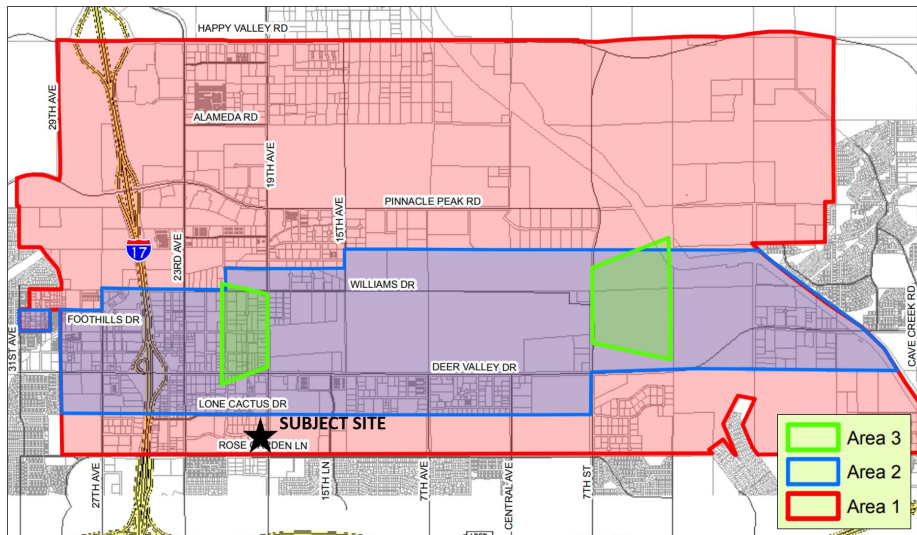 HAPPY VALLEY RD
29TH AVE
ALAMEDA RD
19TH AVE
PINNACLE PEAK RD
15TH AVE
17
23RD AVE
WILLIAMS DR
FOOTHILLS DR
31ST AVE
CAVE CREEK RD
DEER VALLEY DR
LONE CACTUS DR
SUBJECT SITE
ROSE GARDEN LN
27TH AVE
15TH LN
7TH AVE
CENTRAL AVE
7TH ST
Area 3
Area 2
Area 1